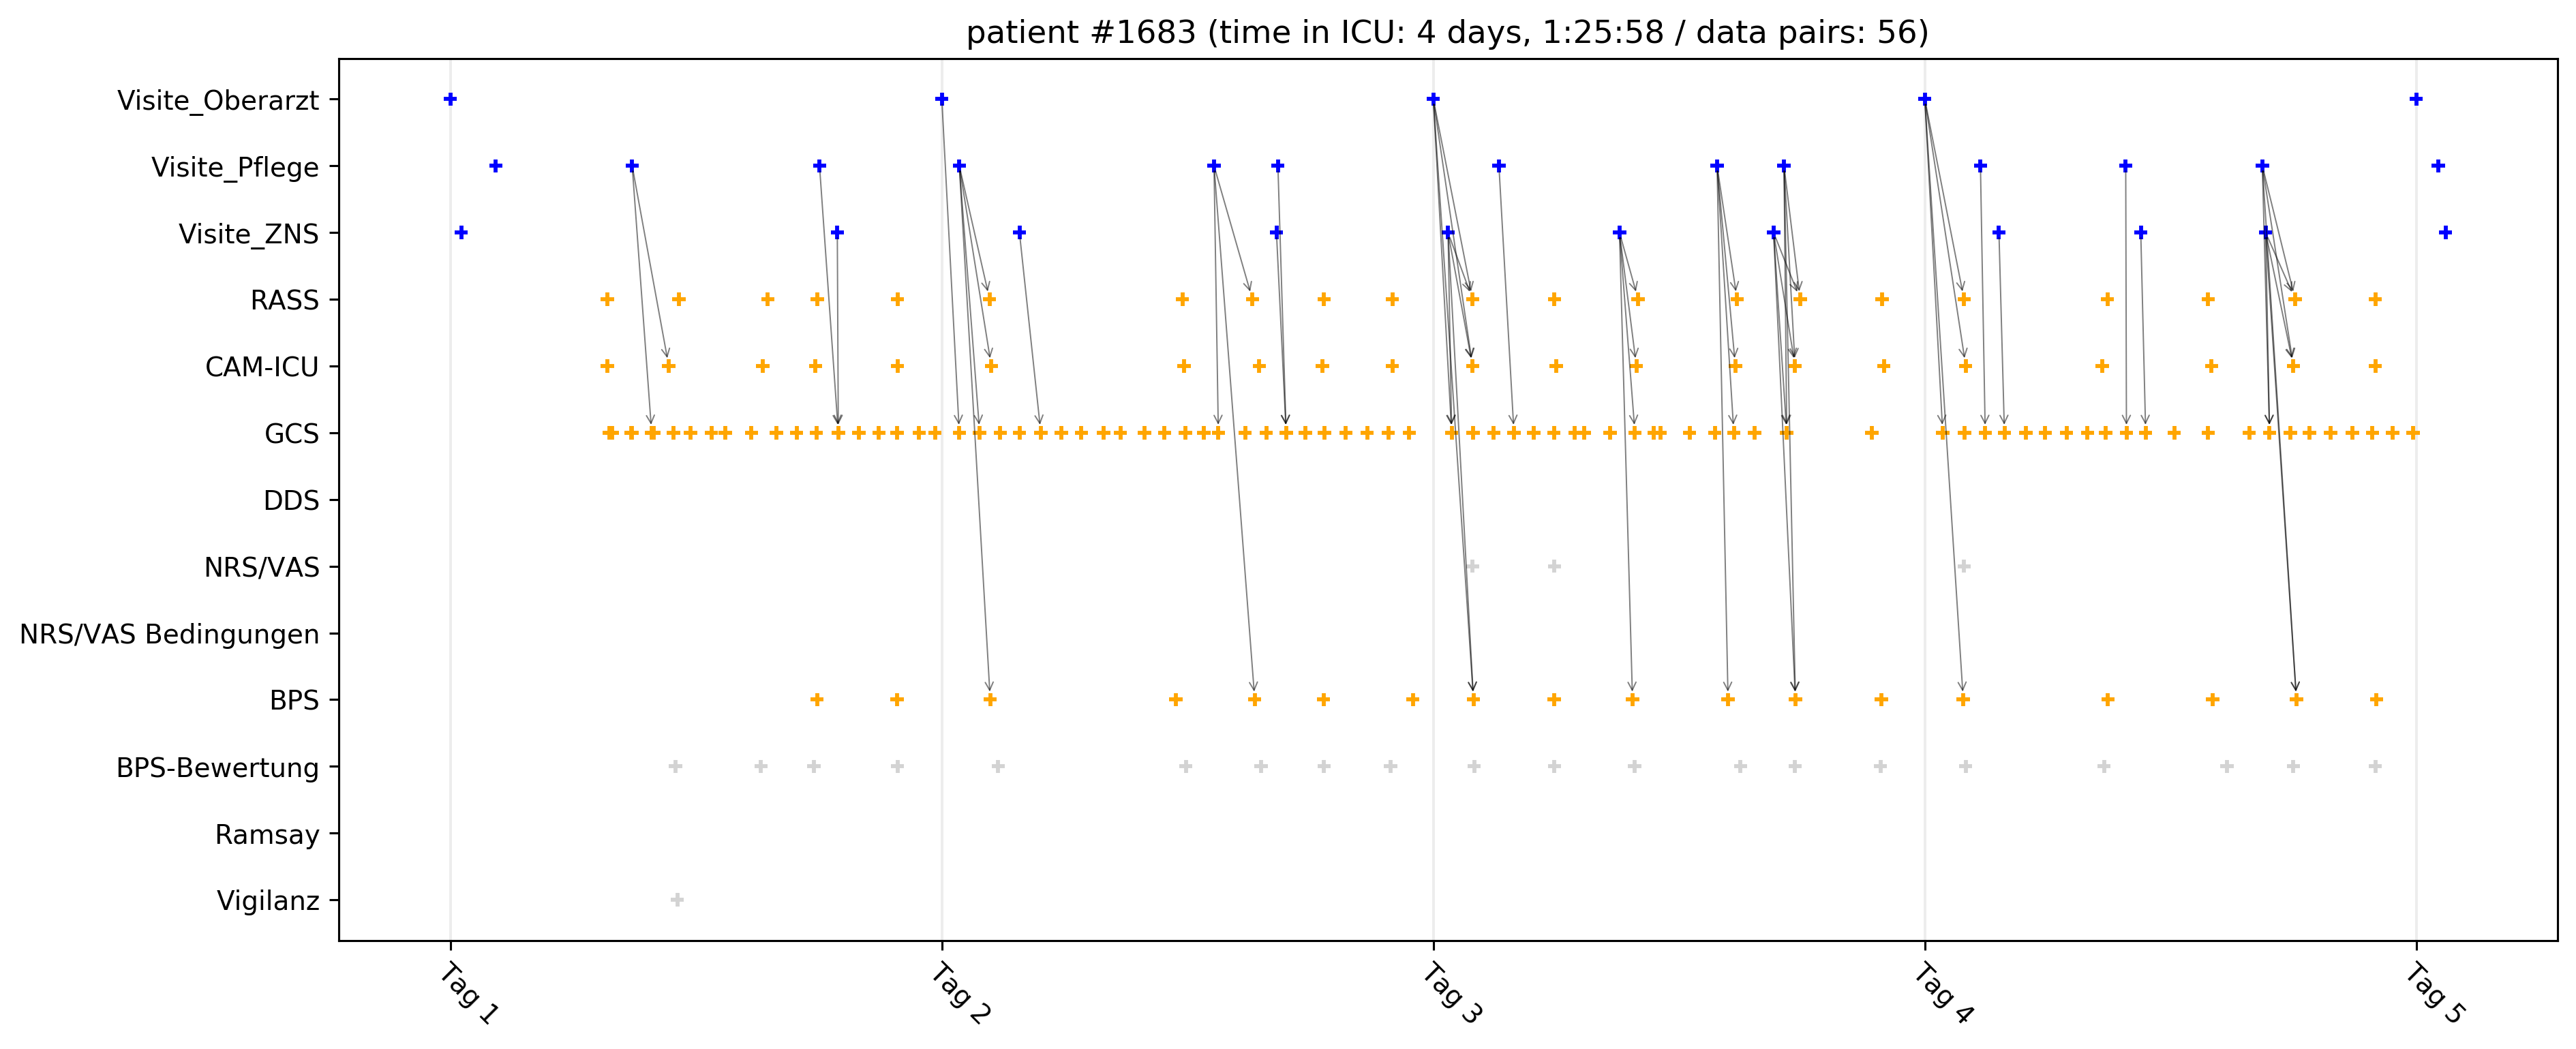 patient #1683 (time in ICU: 4 days, 1:25:58 / data pairs: 56)
Visite_Oberarzt
Visite_Pflege
Visite_ZNS
RASS
CAM-ICU
GCS
DDS
NRS/VAS
NRS/VAS Bedingungen
BPS
BPS-Bewertung
Ramsay
Vigilanz
Tag 1
Tag 2
Tag 3
Tag 4
Tag 5